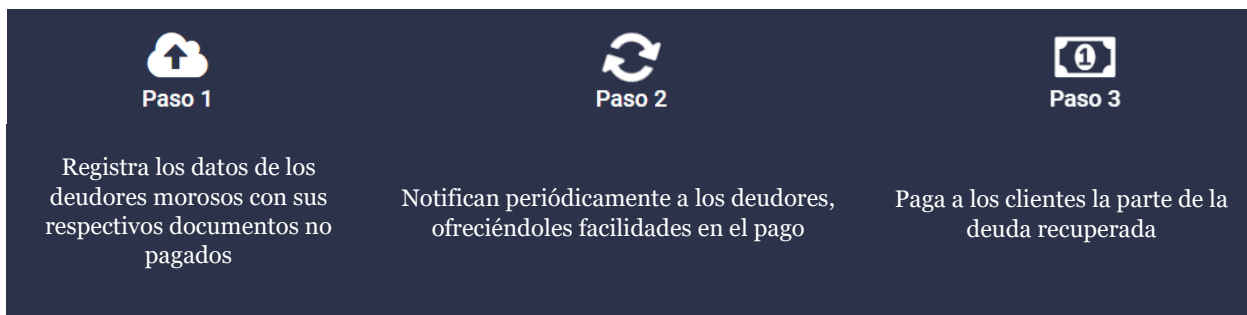 Paso 1
Registra los datos de los
deudores morosos con sus
respectivos documentos no
pagados
Paso 2
Notifican periódicamente a los deudores,
ofreciéndoles facilidades en el pago
1
Paso 3
Paga a los clientes la parte de la
deuda recuperada